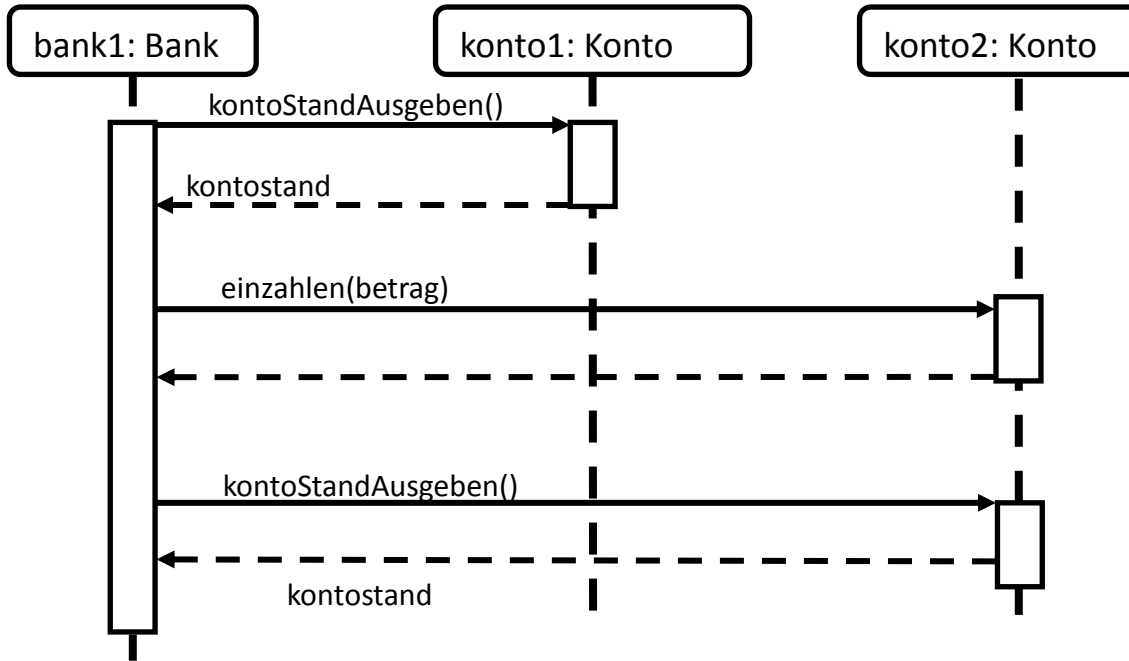 bank1: Bank
konto1: Konto
konto2: Konto
kontoStandAusgeben()
kontostand
einzahlen(betrag)
kontoStandAusgeben()
kontostand